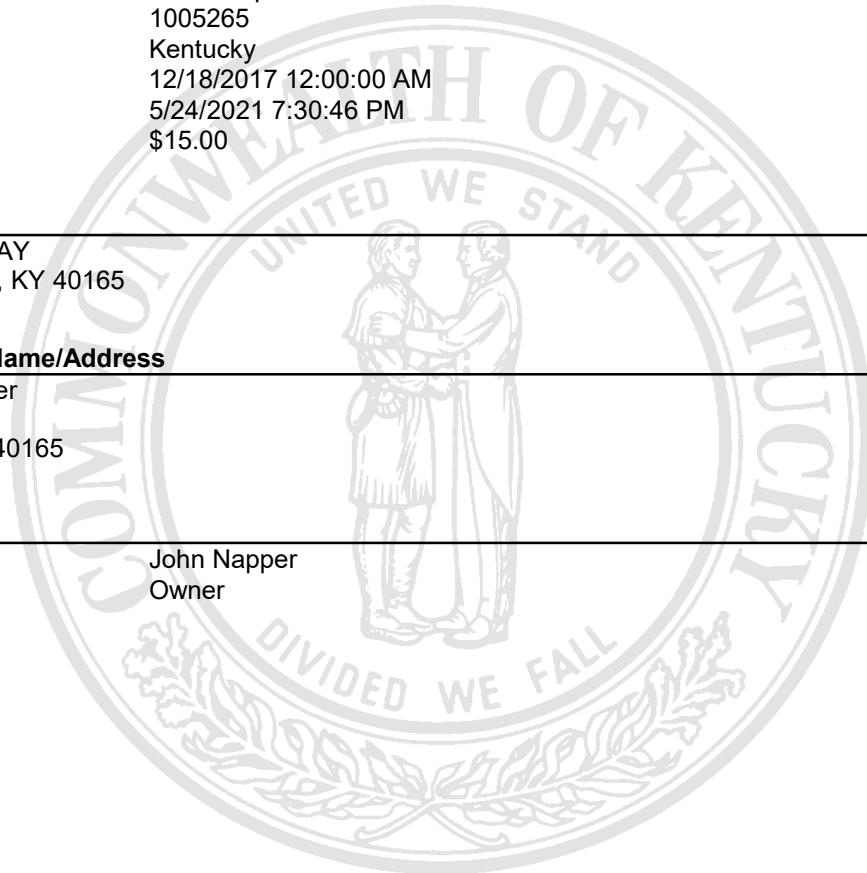 1005265
Kentucky
12/18/2017 12:00:00 AM
5/24/2021 7:30:46 PM
$15.00
COMMONWEALTH OF KENTUCKY
UNITED WE STAND
AY
, KY 40165
lame/Address
er
40165
John Napper
Owner
DIVIDED WE FALL